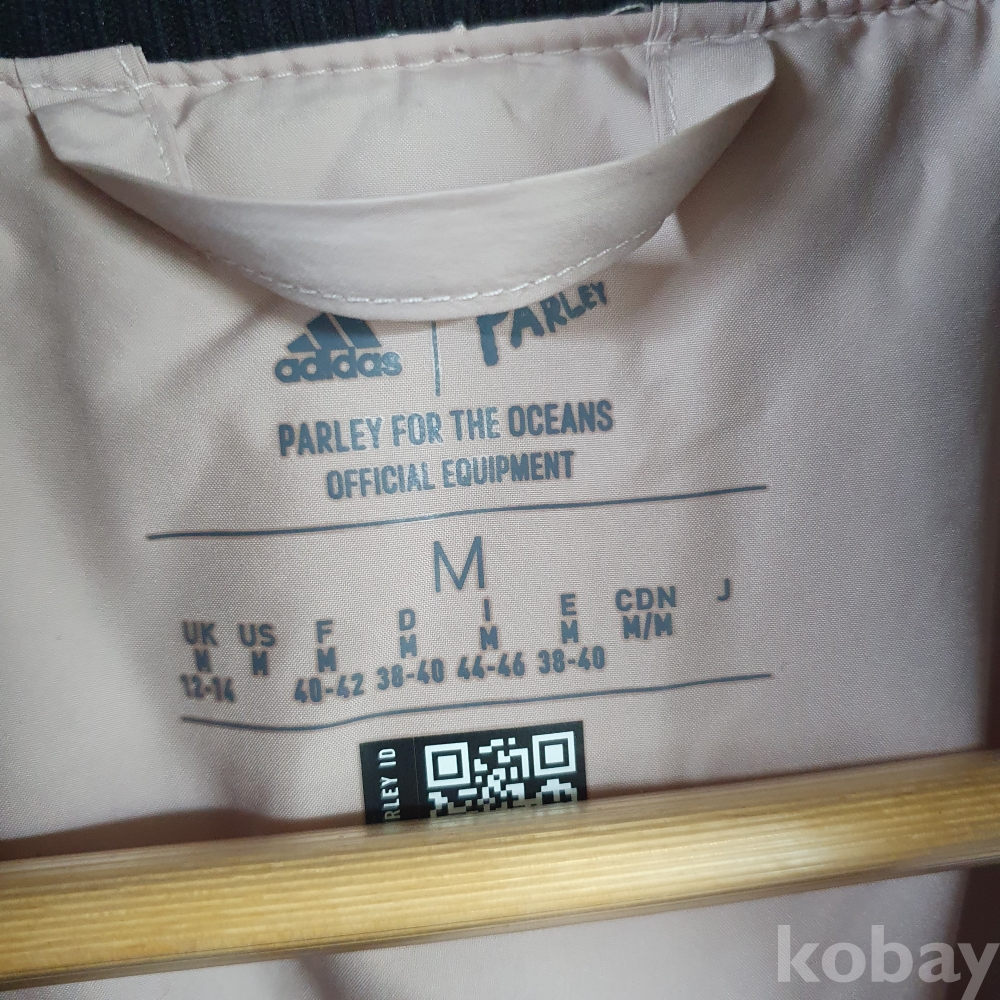 adidas
PARLEY
PARLEY FOR THE OCEANS
OFFICIAL EQUIPMENT
M
UK US F D I E CDN J
M M M M M M M/M
12-14 40-42 38-40 44-46 38-40
RLEY ID
kobay